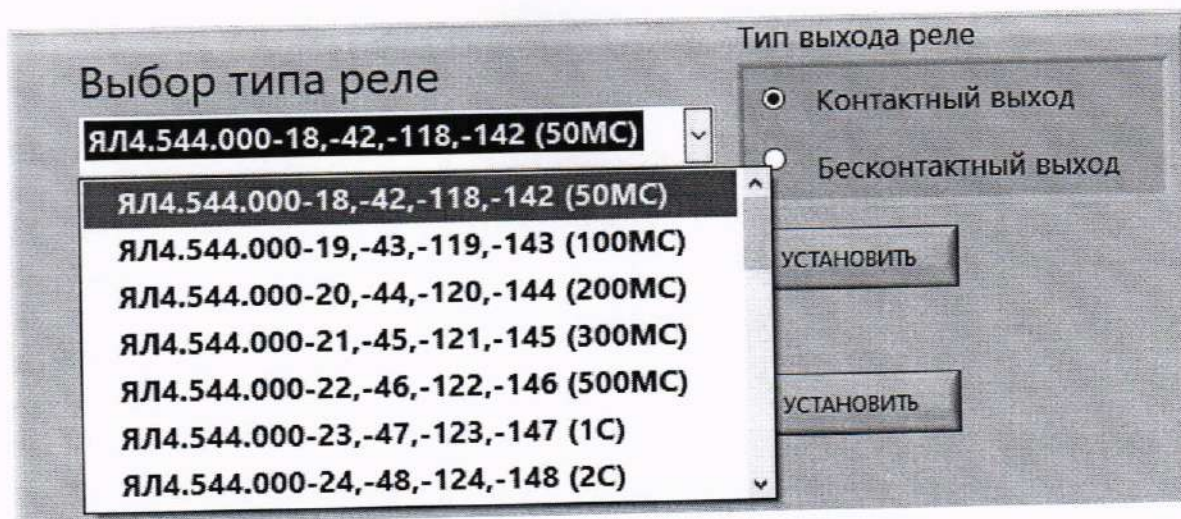 Выбор типа реле
ЯЛ4.544.000-18,-42,-118,-142 (50МС)
ЯЛ4.544.000-18,-42,-118,-142 (50МС)
ЯЛ4.544.000-19,-43,-119,-143 (100МС)
ЯЛ4.544.000-20,-44,-120,-144 (200МС)
ЯЛ4.544.000-21,-45,-121,-145 (300МС)
ЯЛ4.544.000-22,-46,-122,-146 (500МС)
ЯЛ4.544.000-23,-47,-123,-147 (1С)
ЯЛ4.544.000-24,-48,-124,-148 (2С)
Тип выхода реле
Контактный выход
Бесконтактный выход
УСТАНОВИТЬ
УСТАНОВИТЬ